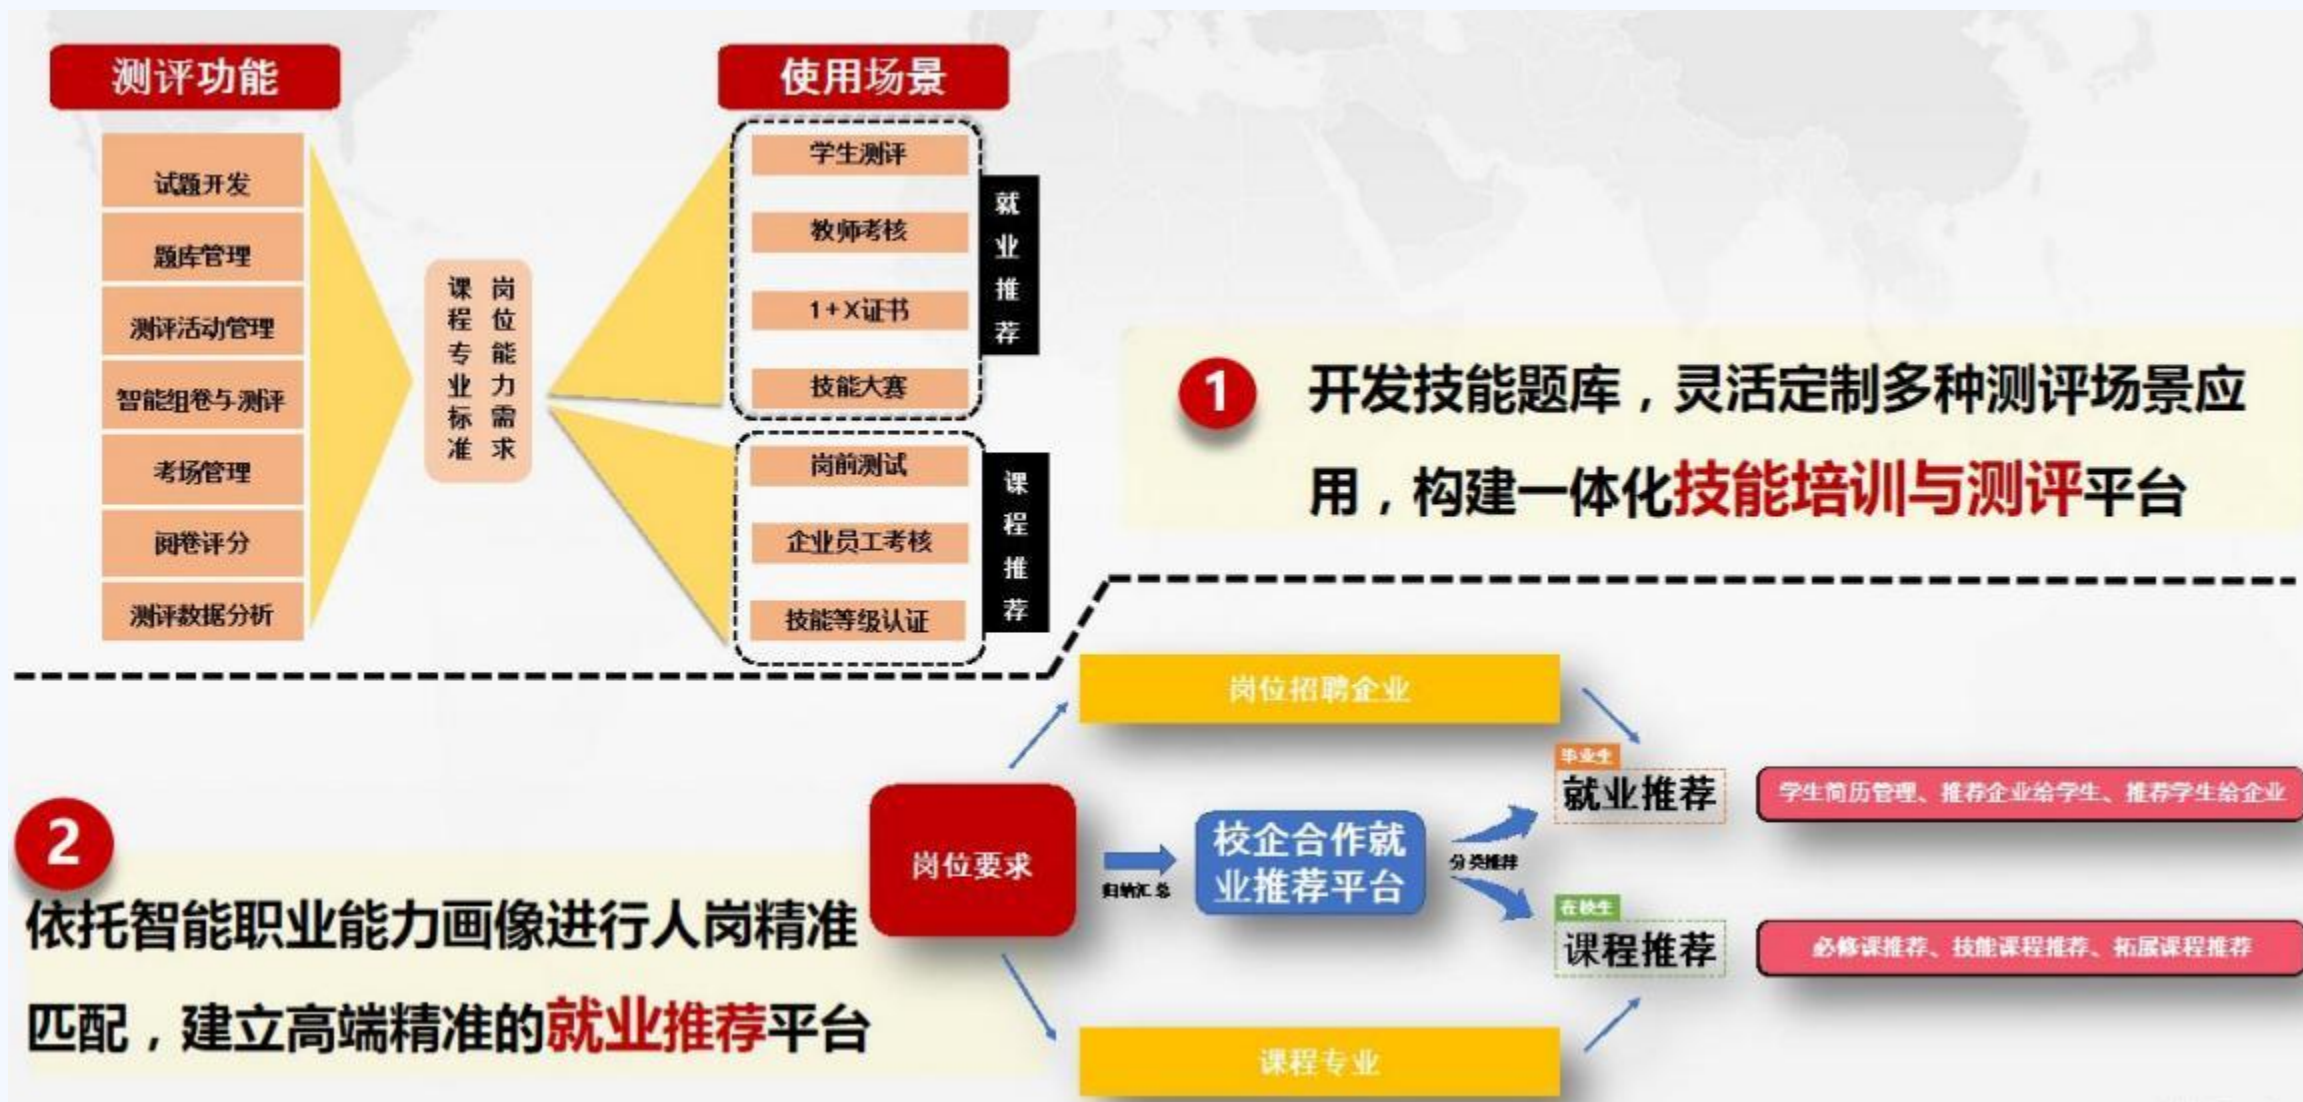 测评功能
试题开发
题库管理
测评活动管理
智能组卷与测评
考场管理
阅卷评分
测评数据分析
课程专业标准
岗位能力需求
使用场景
学生测评
教师考核
1+X证书
技能大赛
就业推荐
岗前测试
企业员工考核
技能等级认证
课程推荐
1
开发技能题库，灵活定制多种测评场景应
用，构建一体化技能培训与测评平台
2
依托智能职业能力画像进行人岗精准
匹配，建立高端精准的就业推荐平台
岗位要求
岗位招聘企业
归纳汇总
校企合作就
业推荐平台
分类推荐
毕业生
就业推荐
学生简历管理、推荐企业给学生、推荐学生给企业
在校生
课程推荐
必修课推荐、技能课程推荐、拓展课程推荐
课程专业